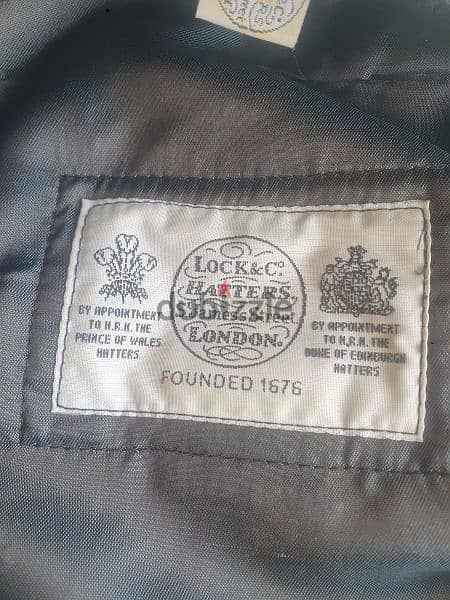 LOCK & Co.
HATTERS
St James's Street
LONDON.
BY APPOINTMENT
TO H.R.H. THE
PRINCE OF WALES
HATTERS
BY APPOINTMENT
TO H.R.H. THE
DUKE OF EDINBURGH
HATTERS
FOUNDED 1676